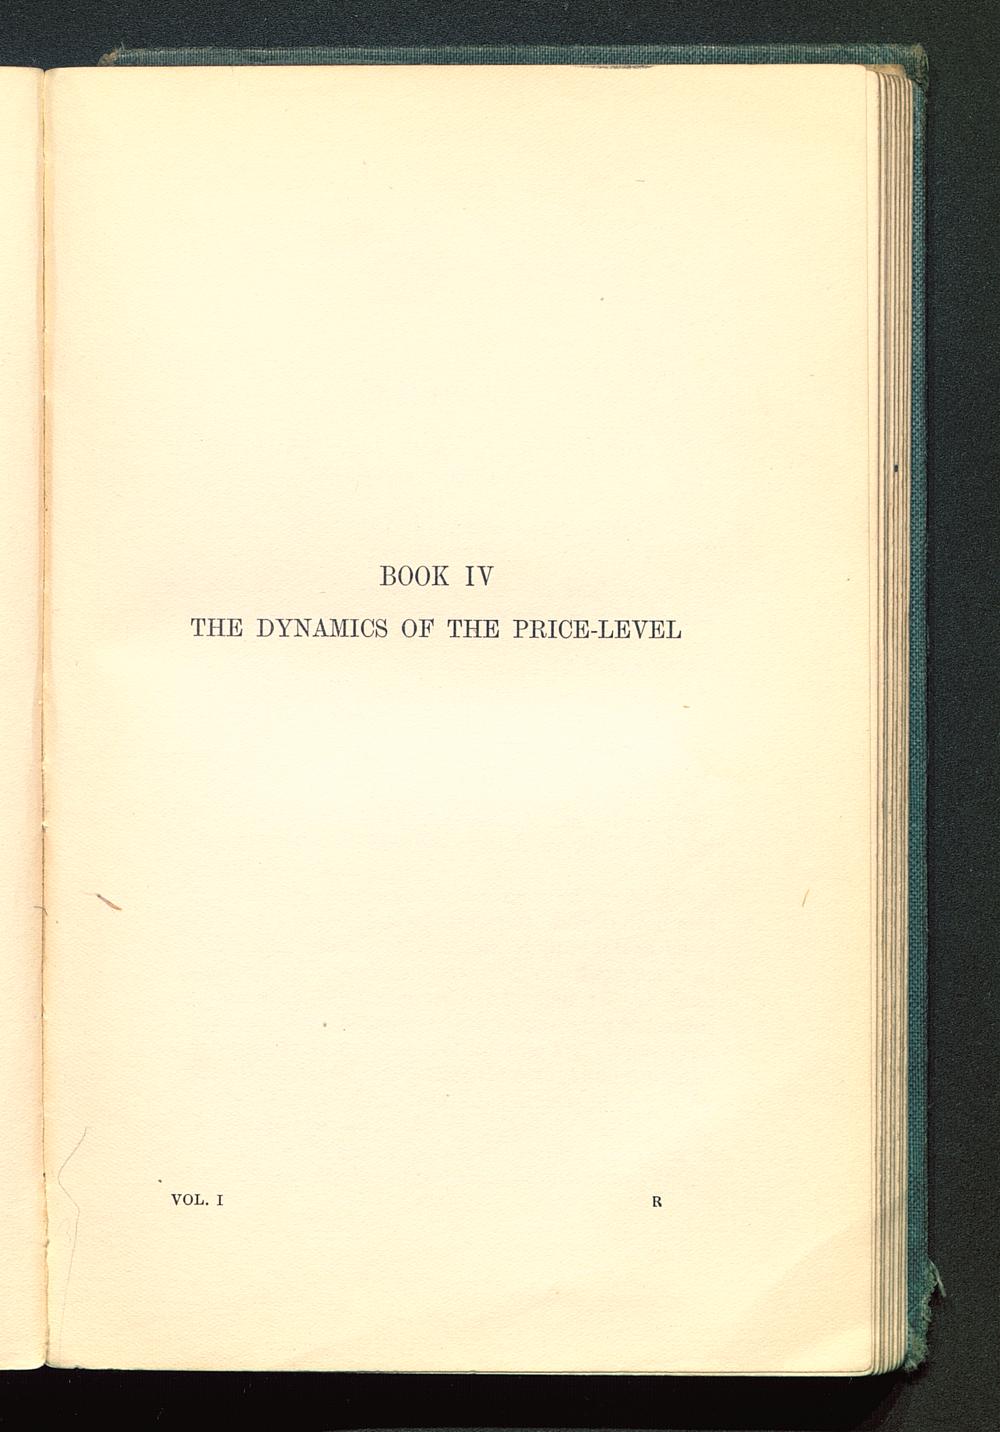 BOOK IV
THE DYNAMICS OF THE PRICE-LEVEL
VOL. I R